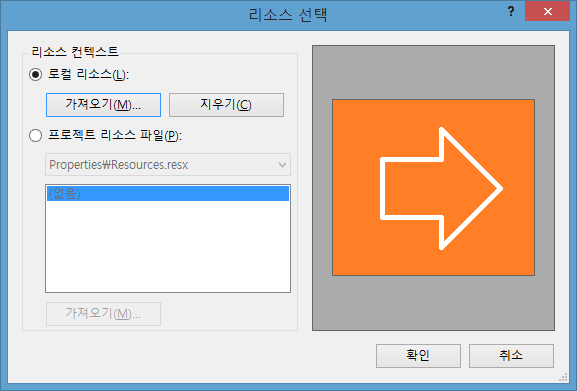 리소스 선택
?
리소스 컨텍스트
로컬 리소스(L):
가져오기(M)...
지우기(C)
프로젝트 리소스 파일(P):
Properties₩Resources.resx
(없음)
가져오기(M)...
확인
취소